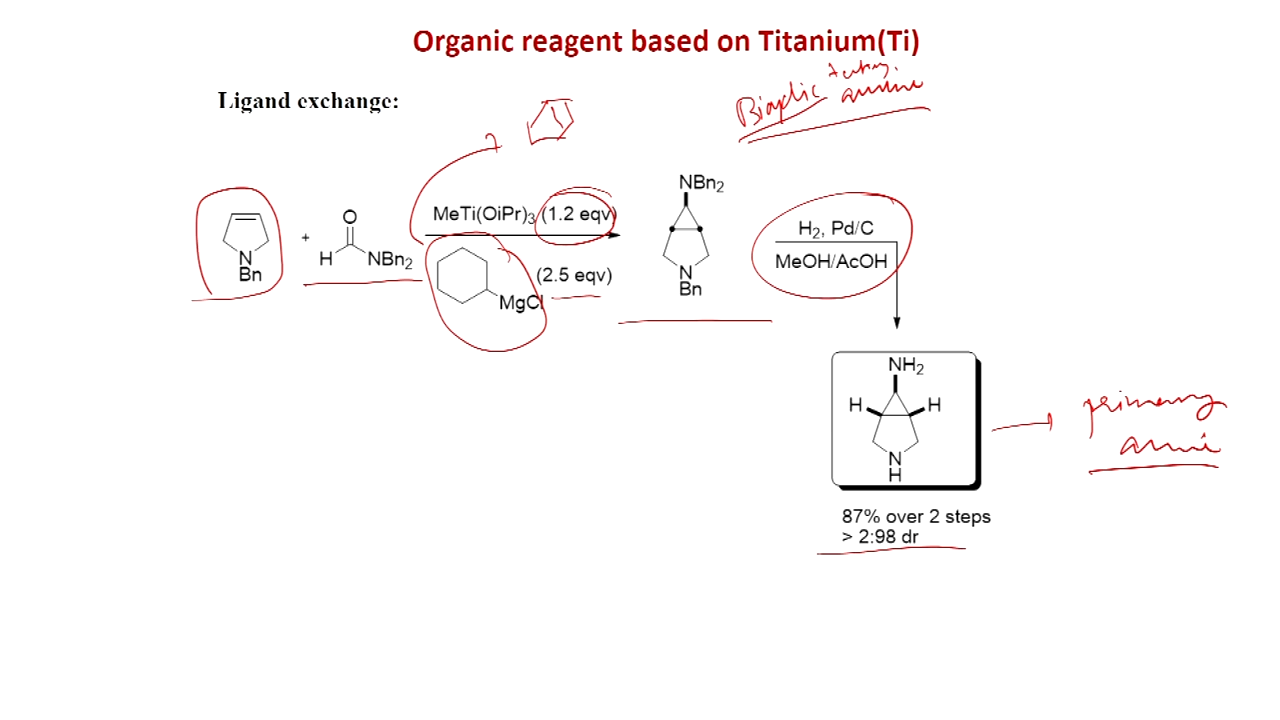 Organic reagent based on Titanium(Ti)
Ligand exchange:
Bicyclic
amine
N
Bn
+
O
H
NBn2
MeTi(OiPr)3 (1.2 eqv)
(2.5 eqv)
MgCl
NBn2
N
Bn
H2, Pd/C
MeOH/AcOH
NH2
H H
N
H
87% over 2 steps
> 2:98 dr
primary
amine